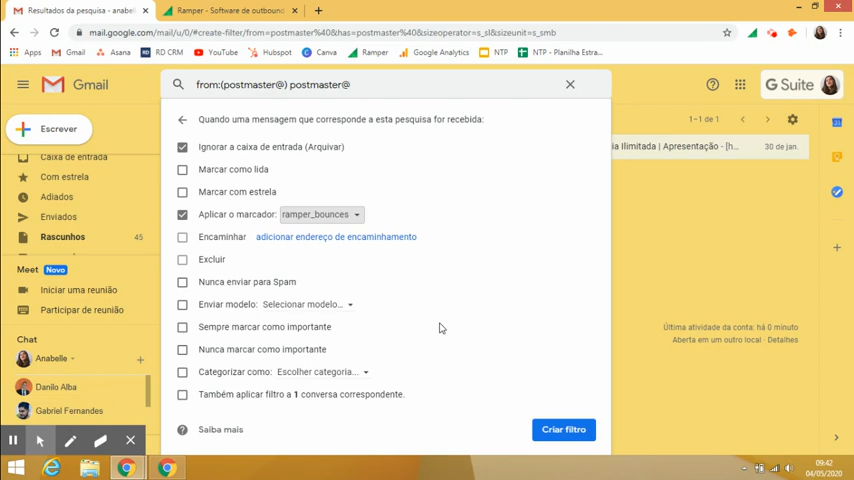 Resultados da pesquisa - anabel
Ramper - Software de outboun
mail.google.com/mail/u/0/#create-filter/from=postmaster%40&has=postmaster%40&sizeoperator=s_sl&sizeunit=s_smb
Apps
Gmail
Asana
RD CRM
YouTube
Hubspot
Canva
Ramper
Google Analytics
NTP
NTP - Planilha Estra...
Gmail
from:(postmaster@) postmaster@
G Suite
Escrever
Caixa de entrada
Com estrela
Adiados
Enviados
Rascunhos 45
Meet Novo
Iniciar uma reunião
Participar de reunião
Chat
Anabelle
Danilo Alba
Gabriel Fernandes
Quando uma mensagem que corresponde a esta pesquisa for recebida:
Ignorar a caixa de entrada (Arquivar)
Marcar como lida
Marcar com estrela
Aplicar o marcador: ramper_bounces
Encaminhar adicionar endereço de encaminhamento
Excluir
Nunca enviar para Spam
Enviar modelo: Selecionar modelo...
Sempre marcar como importante
Nunca marcar como importante
Categorizar como: Escolher categoria...
Também aplicar filtro a 1 conversa correspondente.
Saiba mais
Criar filtro
1–1 de 1
ia Ilimitada | Apresentação - [h...
30 de jan.
Última atividade da conta: há 0 minuto
Aberta em um outro local · Detalhes
09:42
04/05/2020